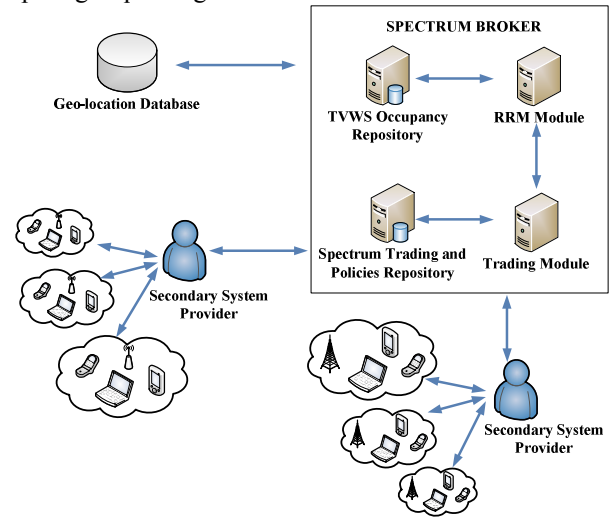 SPECTRUM BROKER
Geo-location Database
TVWS Occupancy
Repository
RRM Module
Spectrum Trading and
Policies Repository
Trading Module
Secondary System
Provider
Secondary System
Provider